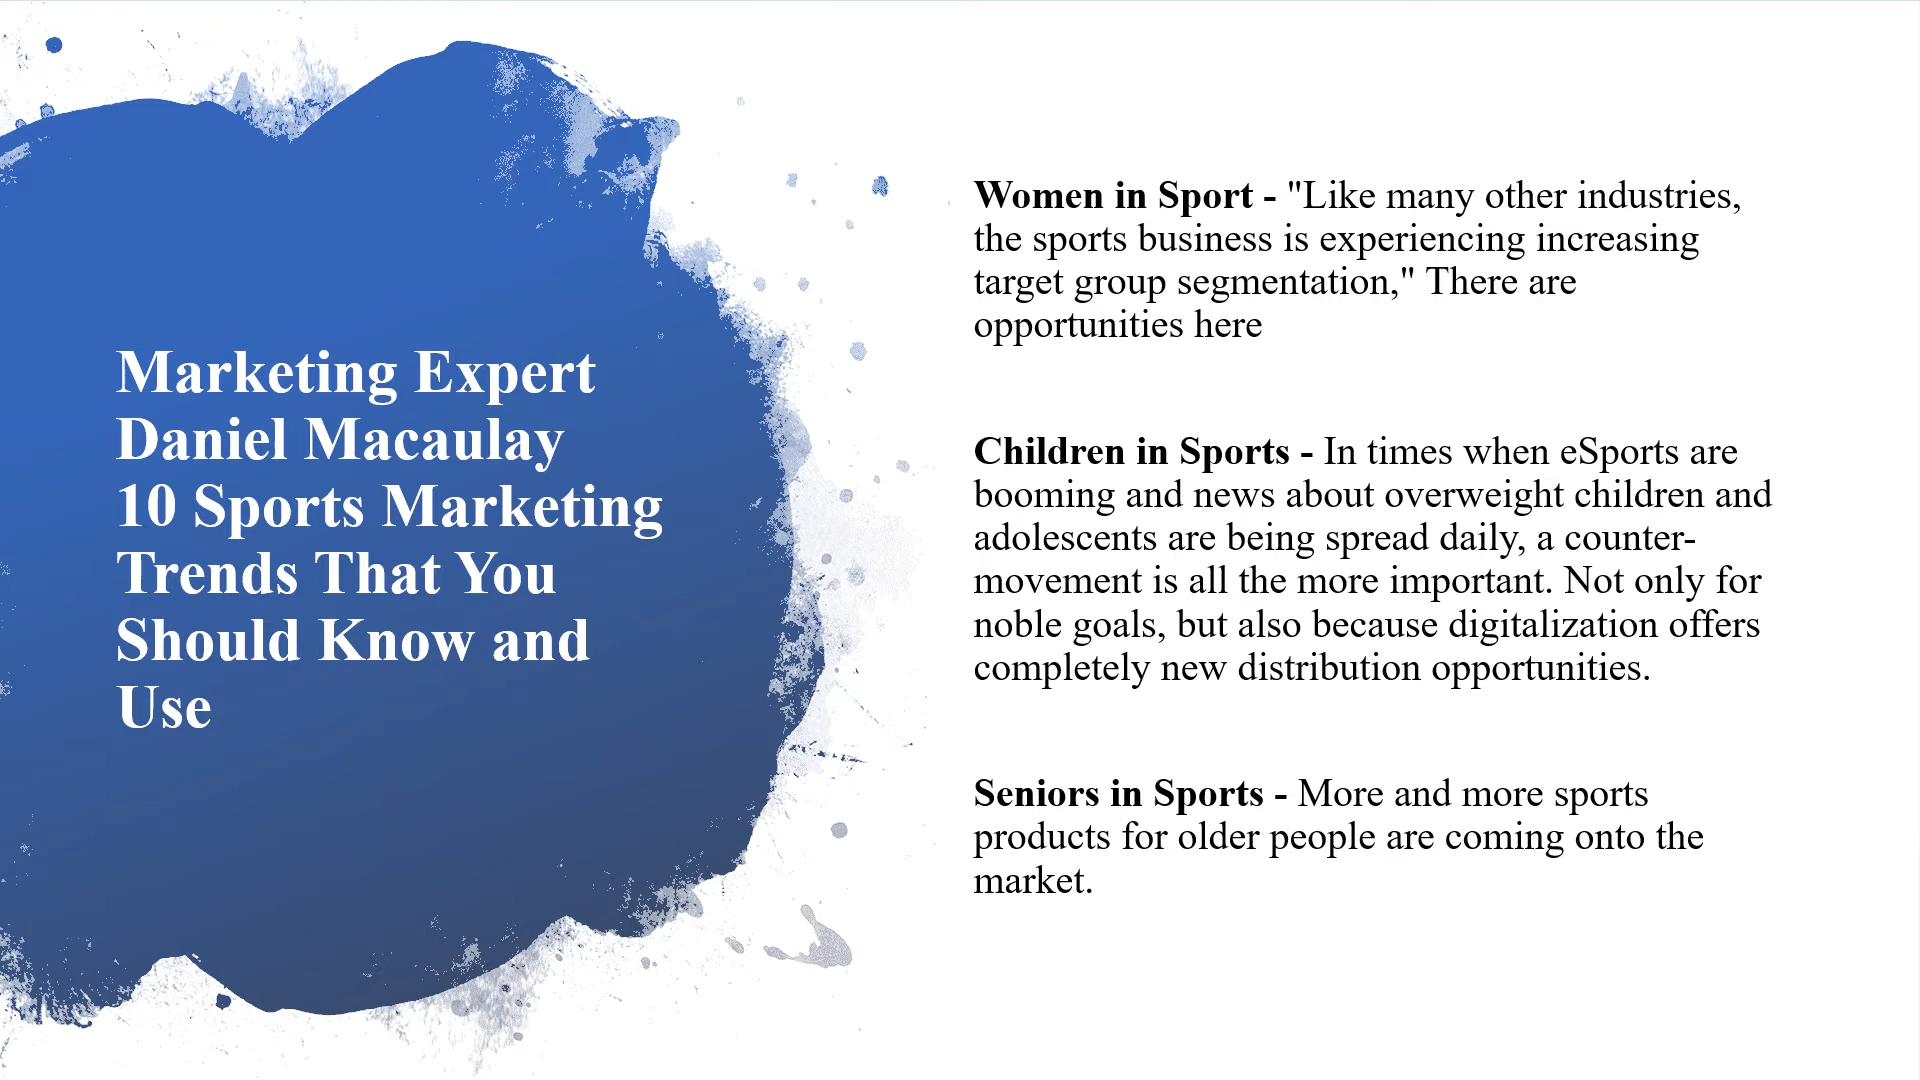 Marketing Expert
Daniel Macaulay
10 Sports Marketing
Trends That You
Should Know and
Use
Women in Sport - "Like many other industries,
the sports business is experiencing increasing
target group segmentation," There are
opportunities here
Children in Sports - In times when eSports are
booming and news about overweight children and
adolescents are being spread daily, a counter-
movement is all the more important. Not only for
noble goals, but also because digitalization offers
completely new distribution opportunities.
Seniors in Sports - More and more sports
products for older people are coming onto the
market.